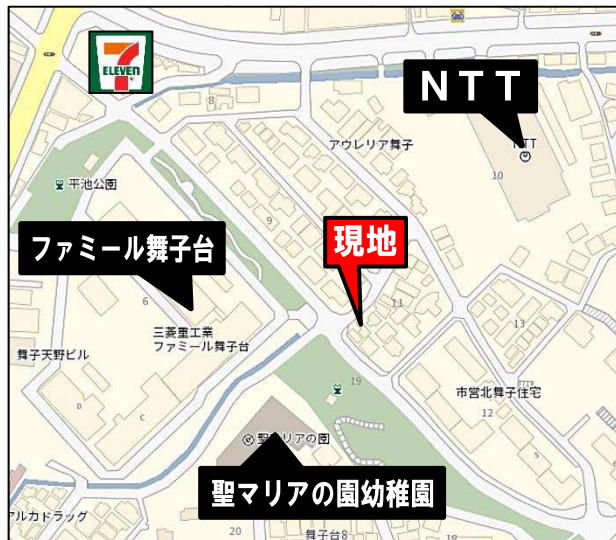 7
ELEVEN
NTT
8
アウレリア舞子
NTT
10
平池公園
9
現地
ファミール舞子台
6
11
三菱重工業
ファミール舞子台
13
舞子天野ビル
19
市営北舞子住宅
D
C
12
聖マリアの園
S
聖マリアの園幼稚園
アルカドラッグ
20
舞子台8